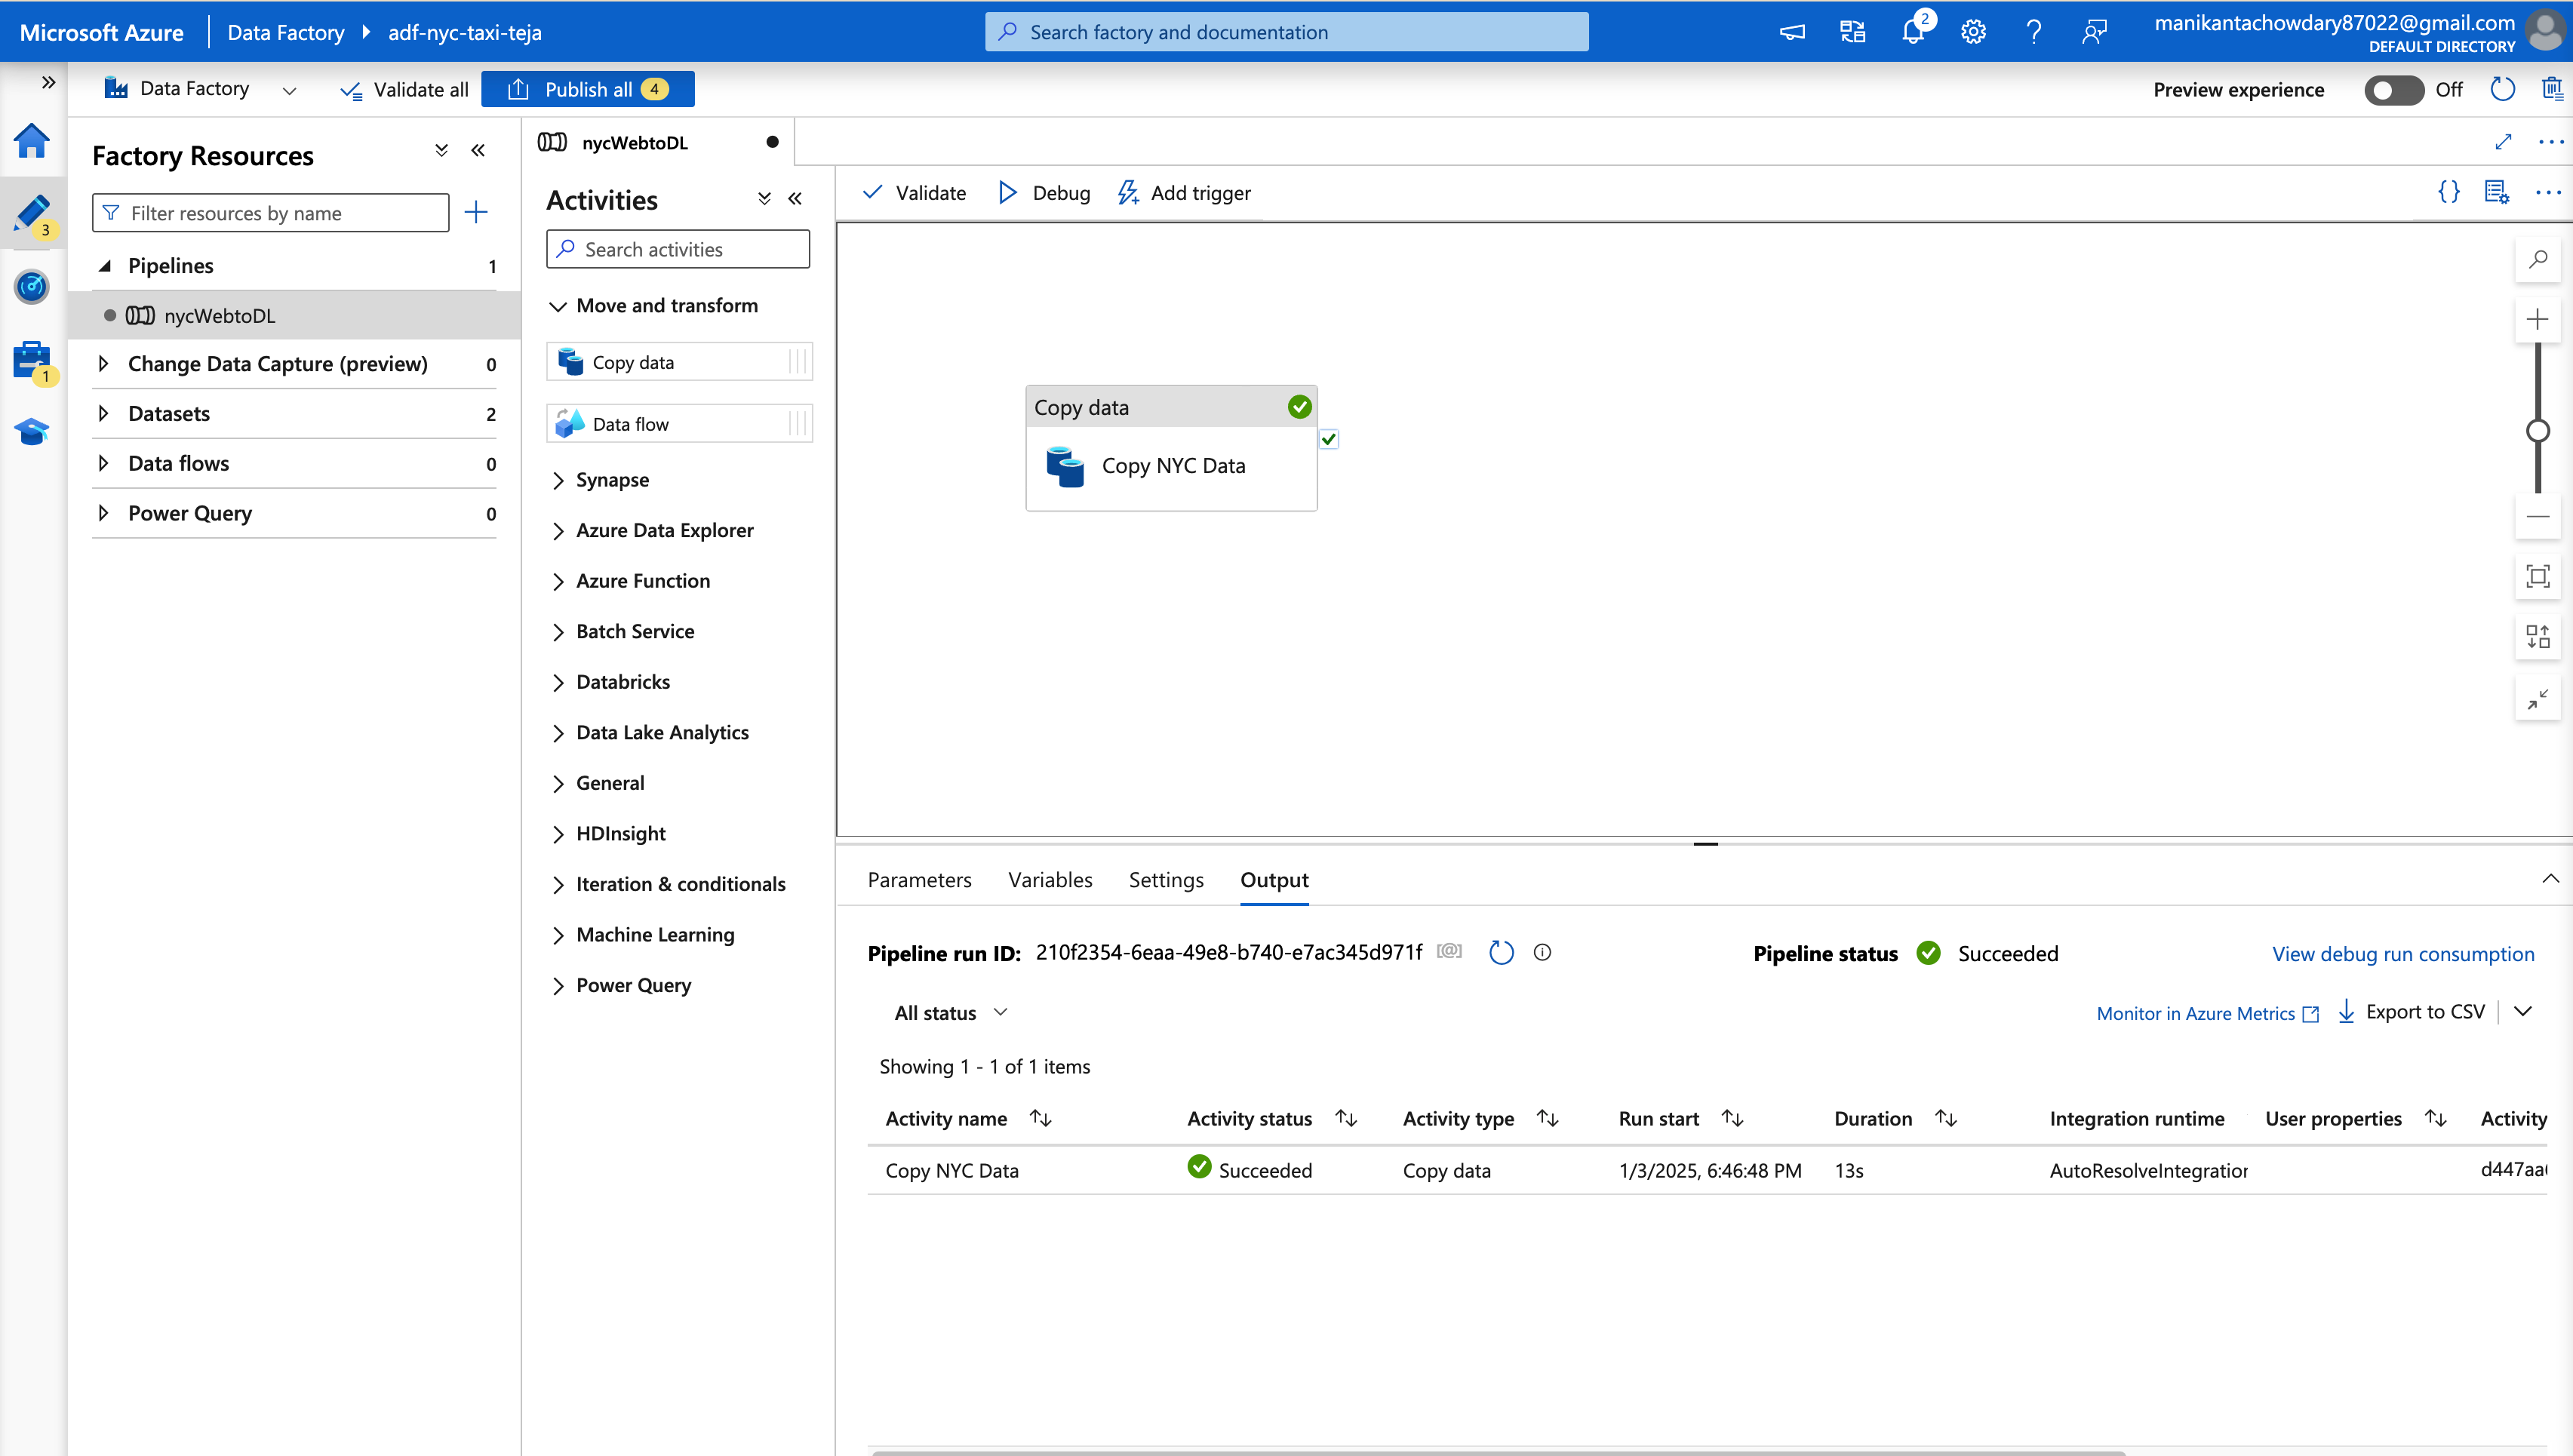 Microsoft Azure
Data Factory
adf-nyc-taxi-teja
Search factory and documentation
2
manikantachowdary87022@gmail.com
DEFAULT DIRECTORY
Data Factory
Validate all
Publish all 4
Preview experience
Off
3
1
Factory Resources
Filter resources by name
Pipelines 1
nycWebtoDL
Change Data Capture (preview) 0
Datasets 2
Data flows 0
Power Query 0
nycWebtoDL
Activities
Search activities
Move and transform
Copy data
Data flow
Synapse
Azure Data Explorer
Azure Function
Batch Service
Databricks
Data Lake Analytics
General
HDInsight
Iteration & conditionals
Machine Learning
Power Query
Validate
Debug
Add trigger
Copy data
Copy NYC Data
Parameters Variables Settings Output
Pipeline run ID: 210f2354-6eaa-49e8-b740-e7ac345d971f
Pipeline status Succeeded
View debug run consumption
All status
Monitor in Azure Metrics
Export to CSV
Showing 1 - 1 of 1 items
Activity name Activity status Activity type Run start Duration Integration runtime User properties Activity
Copy NYC Data Succeeded Copy data 1/3/2025, 6:46:48 PM 13s AutoResolveIntegration d447aa